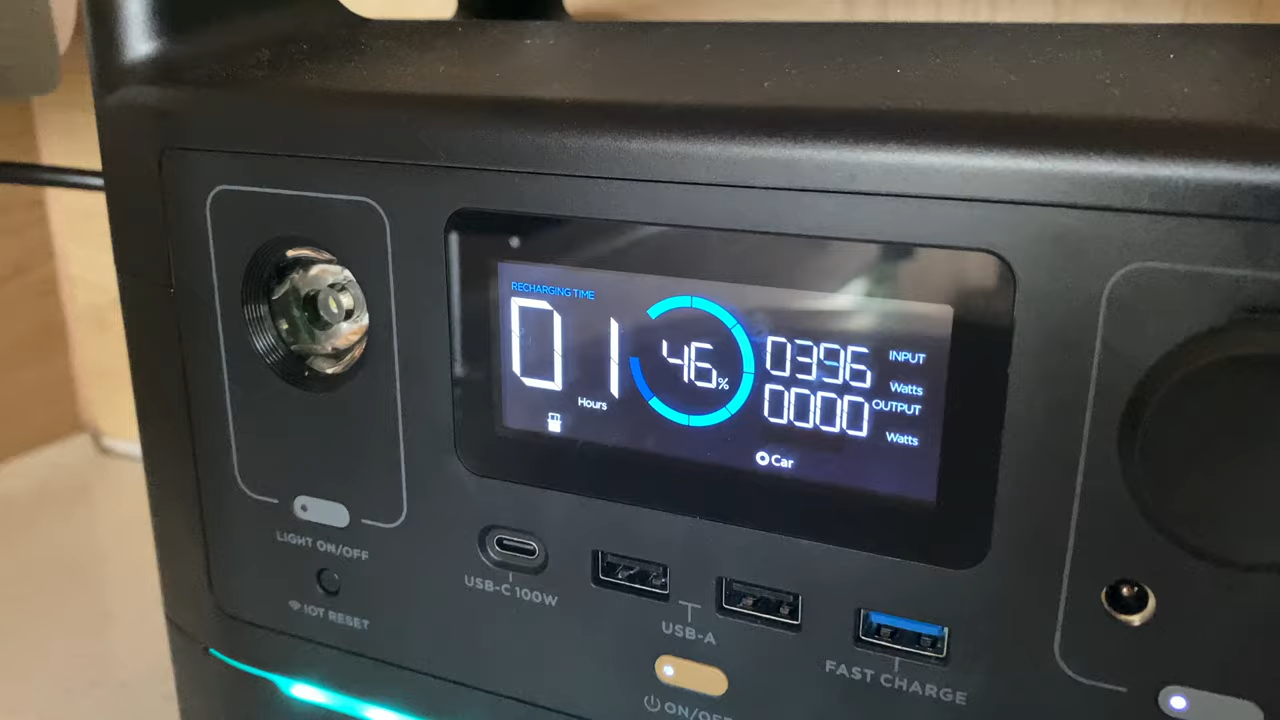 RECHARGING TIME
01
Hours
46%
0396 INPUT
Watts
0000 OUTPUT
Watts
Car
LIGHT ON/OFF
IOT RESET
USB-C 100W
USB-A
FAST CHARGE
ON/OFF